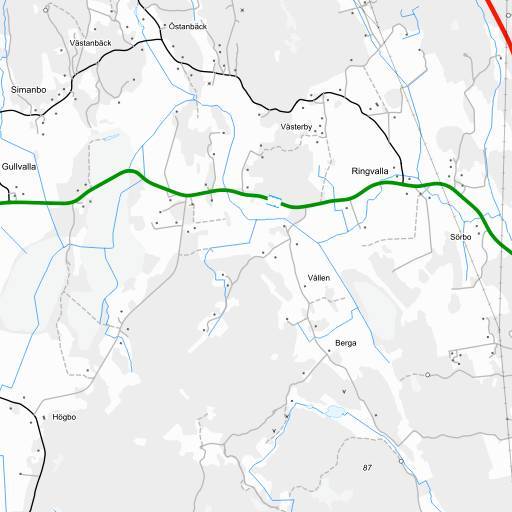 Östanbäck
Västanbäck
Simanbo
Västerby
Gullvalla
Ringvalla
Sörbo
Vällen
Berga
Högbo
87